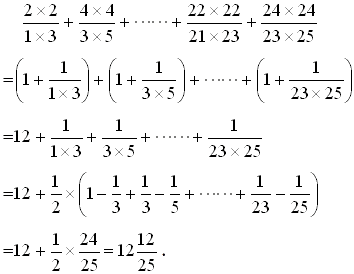 2×2/1×3 + 4×4/3×5 + ⋯⋯ + 22×22/21×23 + 24×24/23×25
=(1+1/1×3)+(1+1/3×5)+⋯⋯+(1+1/23×25)
=12+1/1×3+1/3×5+⋯⋯+1/23×25
=12+1/2×(1−1/3+1/3−1/5+⋯⋯+1/23−1/25)
=12+1/2×24/25=12 12/25.